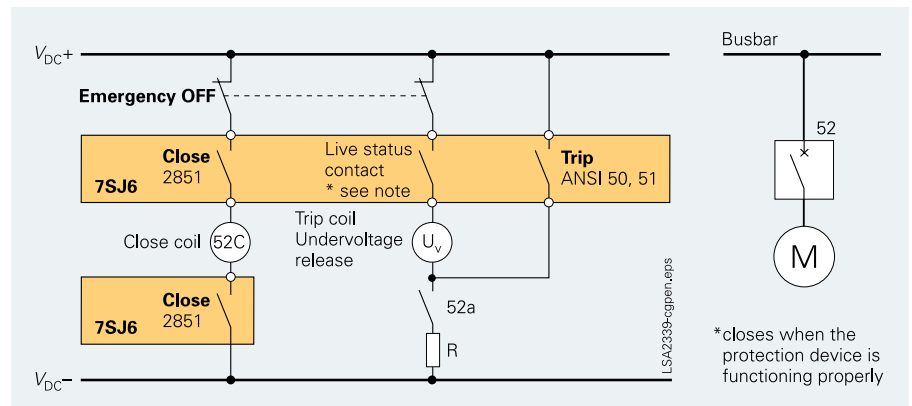 V_DC+
Busbar
Emergency OFF
52
Close
2851
7SJ6
Live status
contact
* see note
Trip
ANSI 50, 51
Close coil
52C
Trip coil
Undervoltage
release
U_v
M
Close
2851
7SJ6
52a
R
LSA2339-cgpen.eps
*closes when the
protection device is
functioning properly
V_DC−